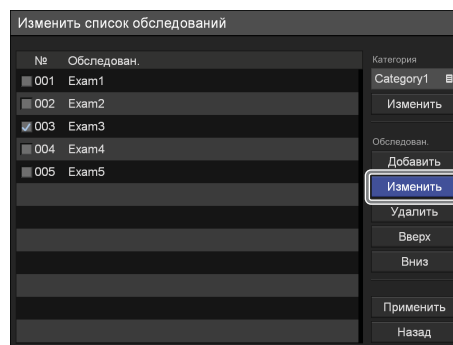 Изменить список обследований
№ Обследован.
001 Exam1
002 Exam2
003 Exam3
004 Exam4
005 Exam5
Категория
Category1
Изменить
Обследован.
Добавить
Изменить
Удалить
Вверх
Вниз
Применить
Назад